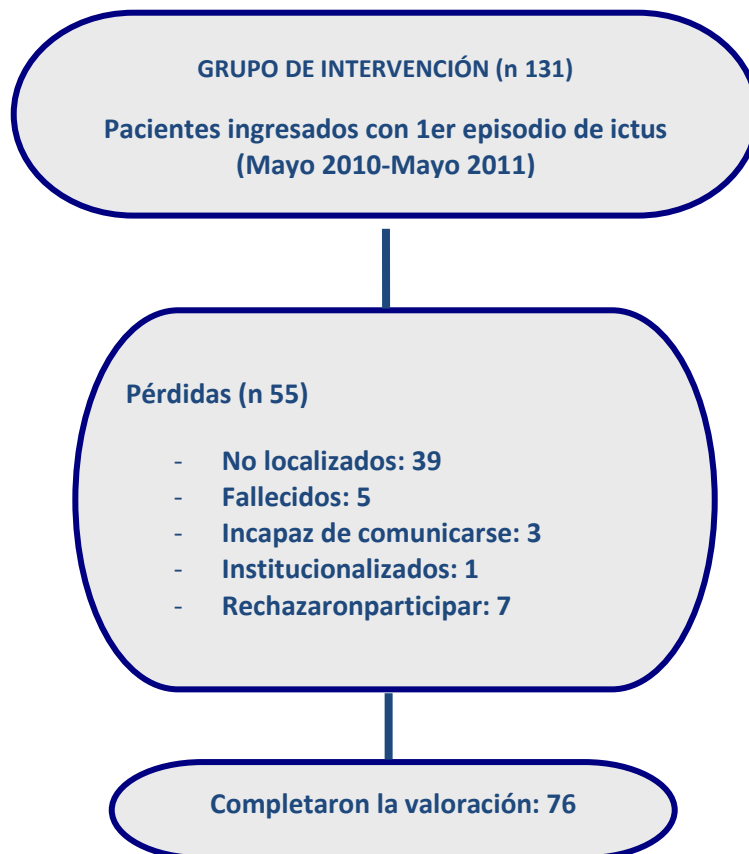 GRUPO DE INTERVENCIÓN (n 131)
Pacientes ingresados con 1er episodio de ictus
(Mayo 2010-Mayo 2011)
Pérdidas (n 55)
- No localizados: 39
- Fallecidos: 5
- Incapaz de comunicarse: 3
- Institucionalizados: 1
- Rechazaronparticipar: 7
Completaron la valoración: 76